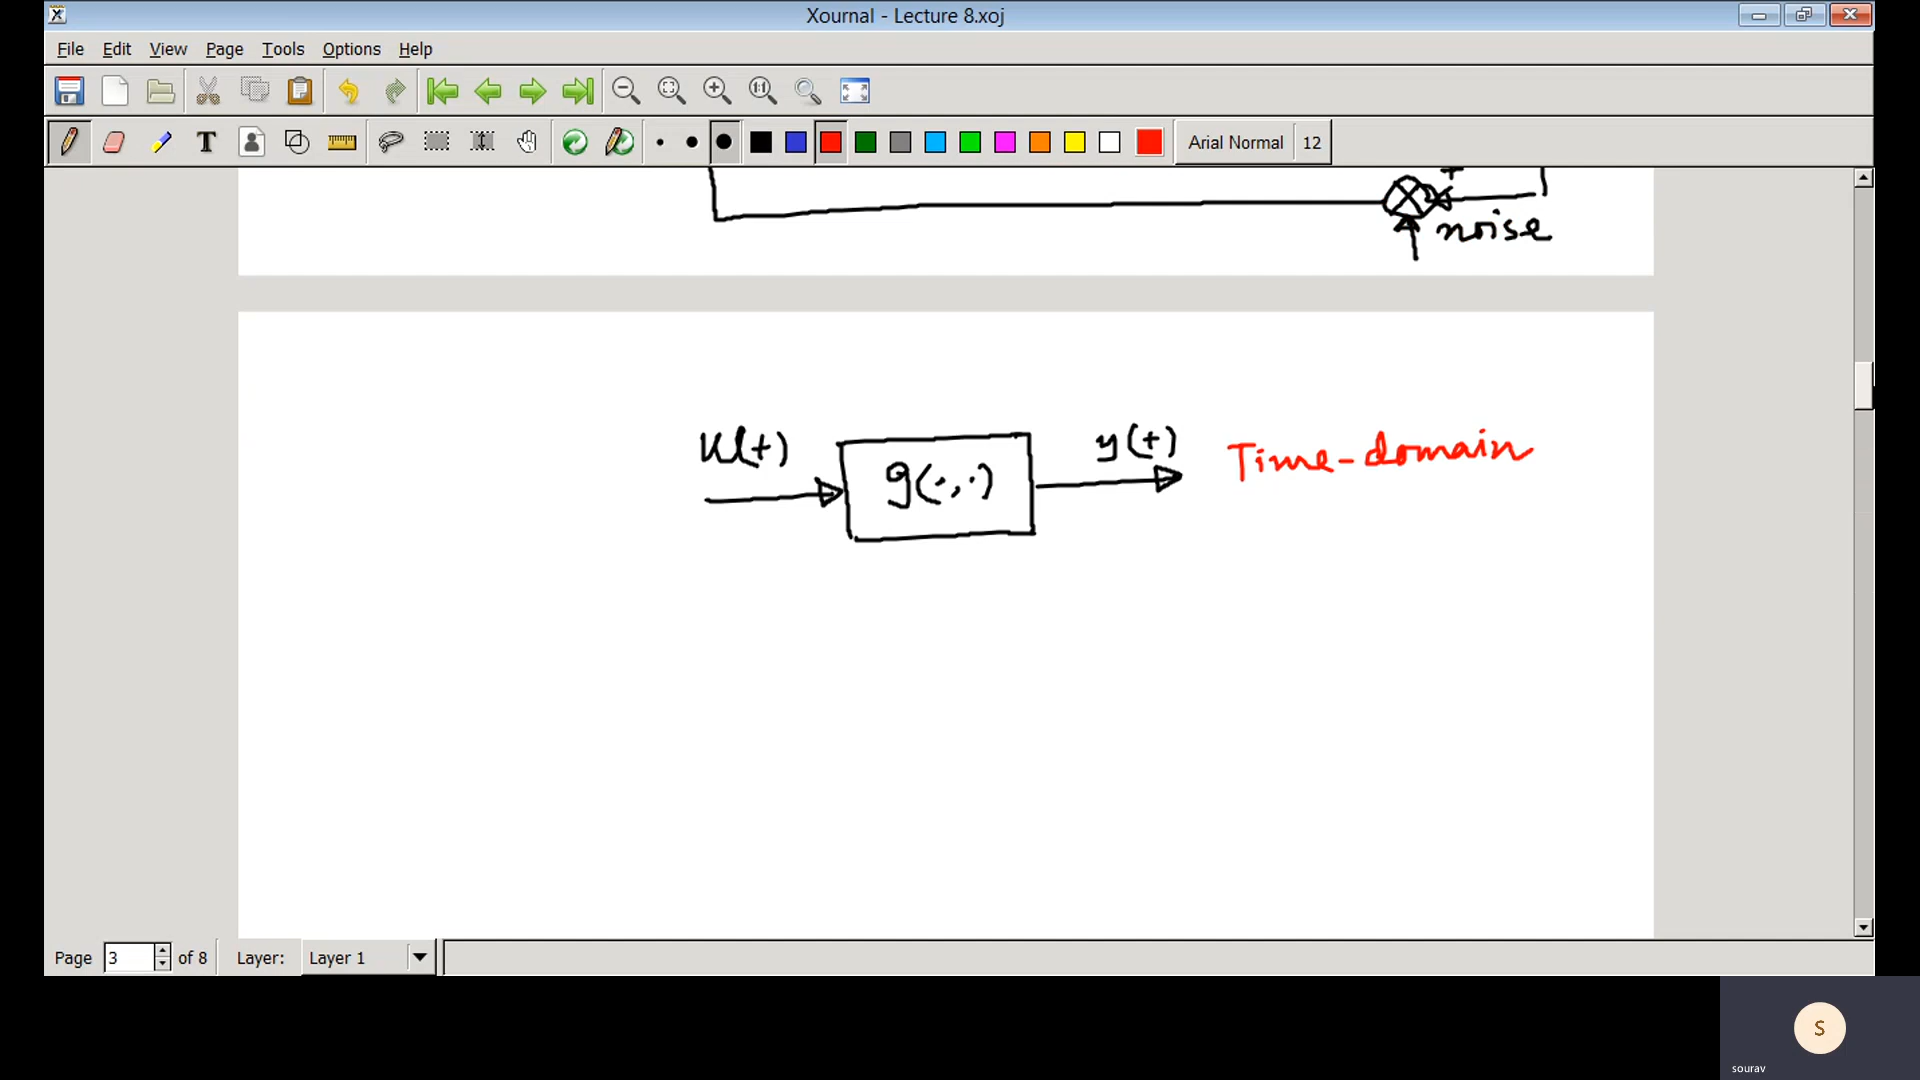 Xournal - Lecture 8.xoj
File Edit View Page Tools Options Help
Arial Normal 12
+
noise
u(t)
g(·,·)
y(t)
Time-domain
Page 3 of 8 Layer: Layer 1
S
sourav